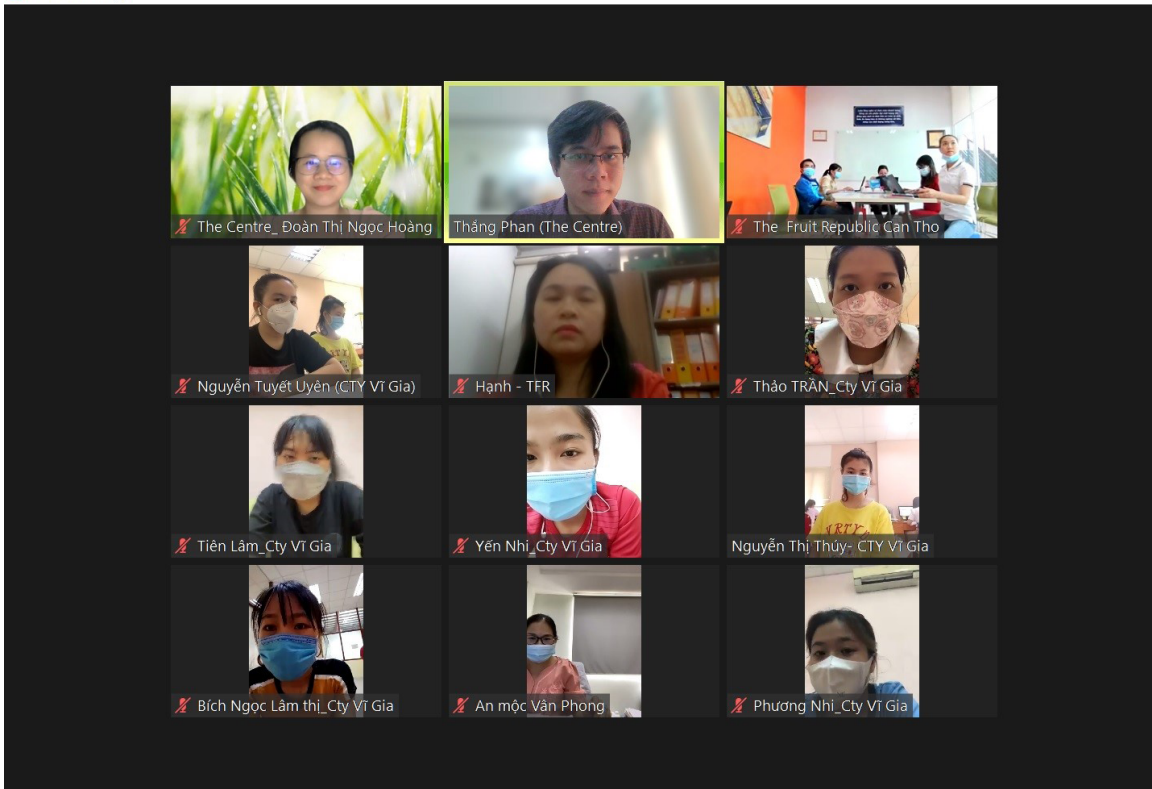 The Centre_ Đoàn Thị Ngọc Hoàng
Thắng Phan (The Centre)
The Fruit Republic Can Tho
Nguyễn Tuyết Uyên (CTY Vĩ Gia)
Hạnh - TFR
Thảo TRẦN_Cty Vĩ Gia
Tiên Lâm_Cty Vĩ Gia
Yến Nhi_Cty Vĩ Gia
Nguyễn Thị Thúy- CTY Vĩ Gia
Bích Ngọc Lâm thị_Cty Vĩ Gia
An mộc Vân Phong
Phương Nhi_Cty Vĩ Gia